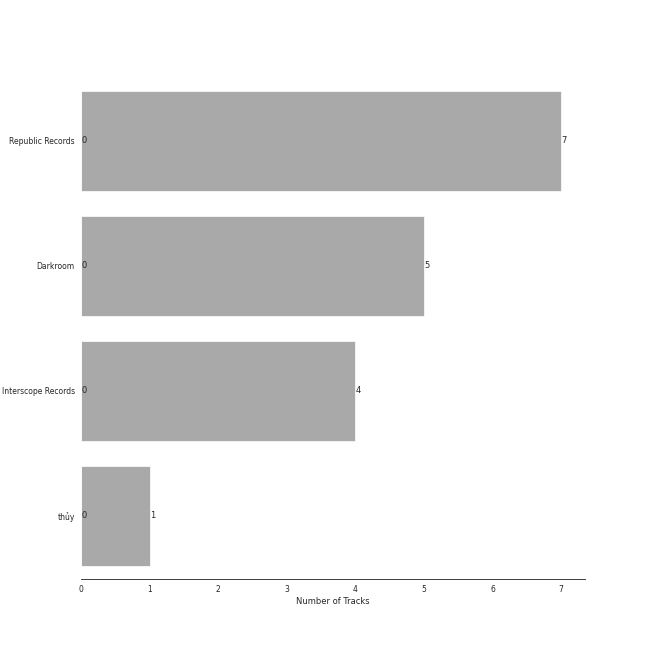 Republic Records 0 7
Darkroom 0 5
Interscope Records 0 4
thủy 0 1
0 1 2 3 4 5 6 7
Number of Tracks